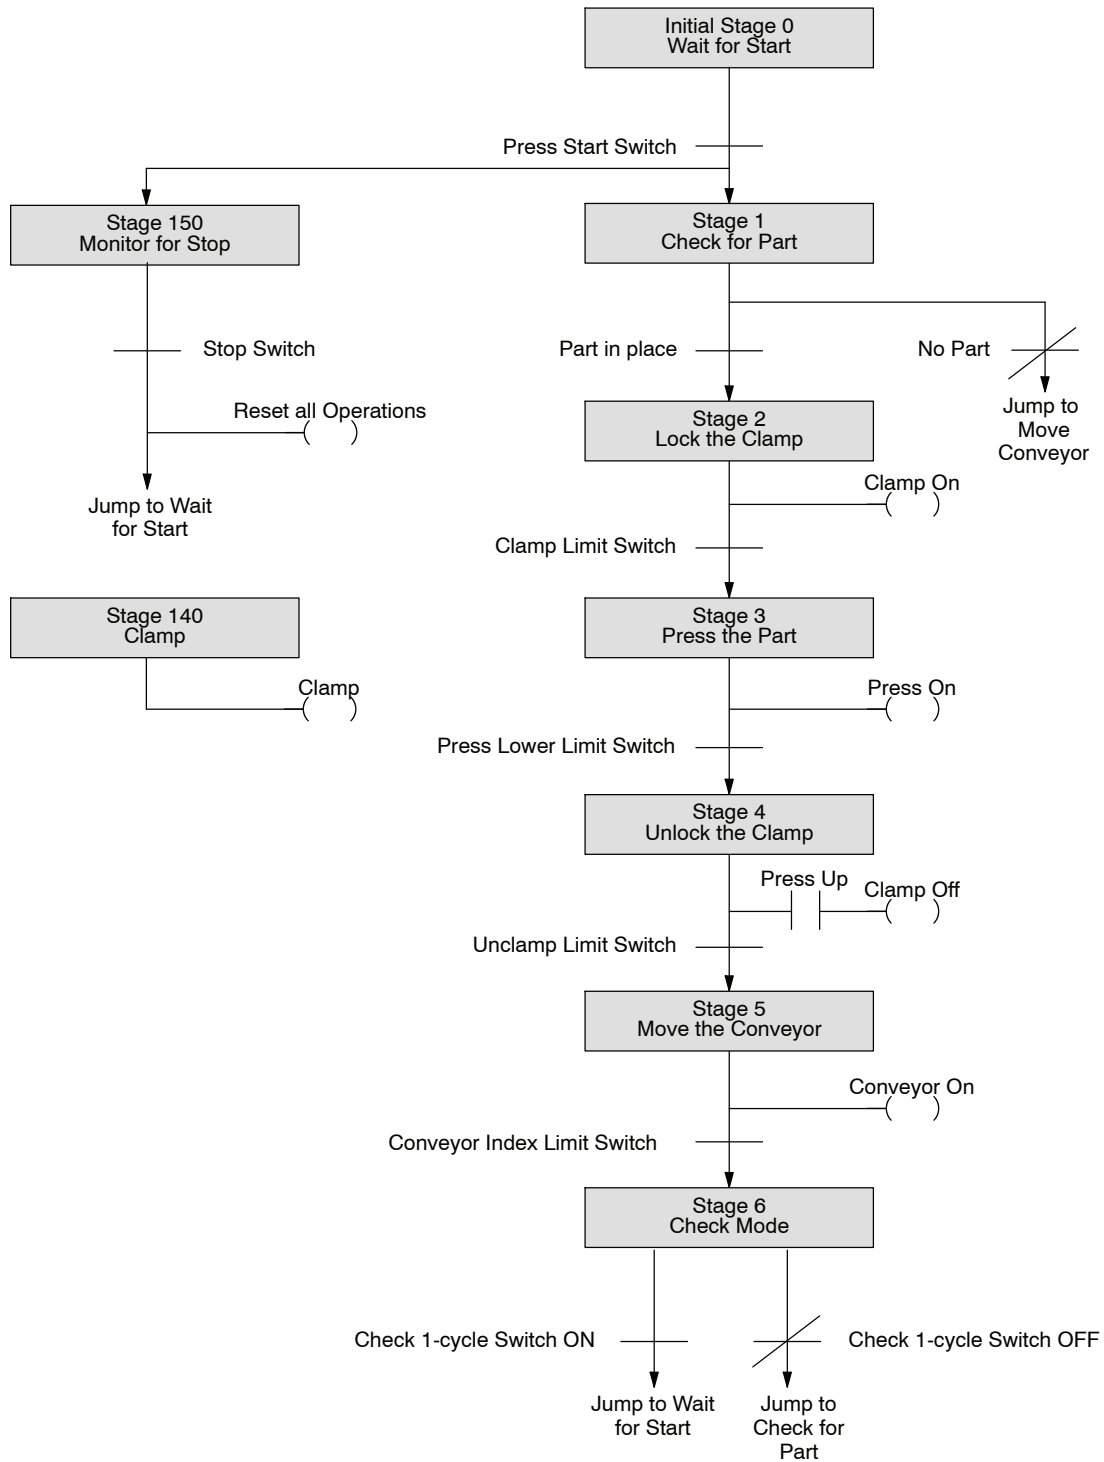 Initial Stage 0
Wait for Start
Press Start Switch
Stage 150
Monitor for Stop
Stage 1
Check for Part
Stop Switch
Part in place
No Part
Reset all Operations
Jump to
Move
Conveyor
Stage 2
Lock the Clamp
Clamp On
Jump to Wait
for Start
Clamp Limit Switch
Stage 140
Clamp
Stage 3
Press the Part
Clamp
Press On
Press Lower Limit Switch
Stage 4
Unlock the Clamp
Press Up
Clamp Off
Unclamp Limit Switch
Stage 5
Move the Conveyor
Conveyor On
Conveyor Index Limit Switch
Stage 6
Check Mode
Check 1-cycle Switch ON
Check 1-cycle Switch OFF
Jump to Wait
for Start
Jump to
Check for
Part